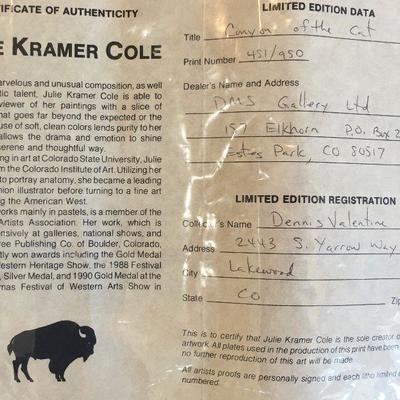 IFICATE OF AUTHENTICITY
E KRAMER COLE
arvelous and unusual composition, as well
tic talent, Julie Kramer Cole is able to
viewer of her paintings with a slice of
hat goes far beyond the expected or the
use of soft, clean colors lends purity to her
allows the drama and emotion to shine
serene and thoughtful way.
ing in art at Colorado State University, Julie
om the Colorado Institute of Art. Utilizing her
to portray anatomy, she became a leading
ion illustrator before turning to a fine art
ng the American West.
works mainly in pastels, is a member of the
Artists Association. Her work, which is
ensively at galleries, national shows, and
ree Publishing Co. of Boulder, Colorado,
tly won awards including the Gold Medal
estern Heritage Show, the 1988 Festival
, Silver Medal, and 1990 Gold Medal at the
mas Festival of Western Arts Show in
LIMITED EDITION DATA
Title Canyon of the Cat
Print Number 451/950
Dealer's Name and Address
DMS Gallery Ltd
157 Elkhorn P.O. Box 2
Estes Park, CO 80517
LIMITED EDITION REGISTRATION
Collector's Name Dennis Valentine
Address 2443 S. Yarrow Way
City Lakewood
State CO Zip
This is to certify that Julie Kramer Cole is the sole creator o
artwork. All plates used in the production of this print have been
no further reproduction of this art will be made.
All artists proofs are personally signed and each litho limited
numbered.